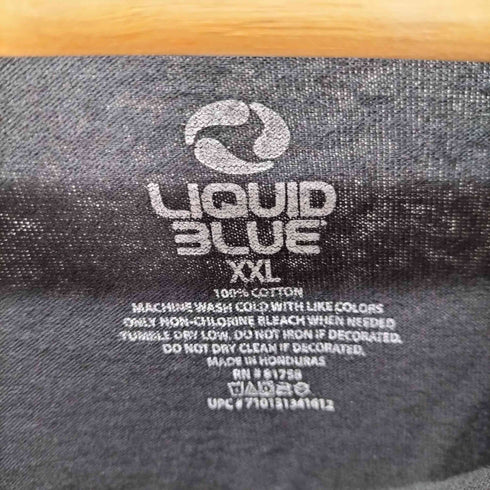 LIQUID
BLUE
XXL
100% COTTON
MACHINE WASH COLD WITH LIKE COLORS
ONLY NON-CHLORINE BLEACH WHEN NEEDED
TUMBLE DRY LOW. DO NOT IRON IF DECORATED.
DO NOT DRY CLEAN IF DECORATED.
MADE IN HONDURAS
RN # 81758
UPC # 710131341612